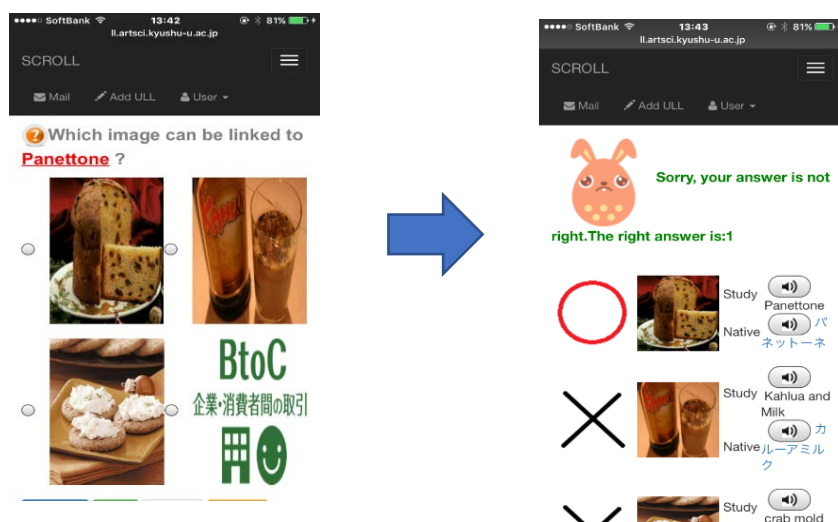 SoftBank 13:42 81%
ll.artsci.kyushu-u.ac.jp
SCROLL
Mail Add ULL User
Which image can be linked to
Panettone ?
KAHLUA
BtoC
企業・消費者間の取引
SoftBank 13:43 81%
ll.artsci.kyushu-u.ac.jp
SCROLL
Mail Add ULL User
Sorry, your answer is not
right.The right answer is:1
Study
Panettone
Native パ
ネットーネ
Study Kahlua and
Milk
Native カ
ルーアミル
ク
Study
crab mold